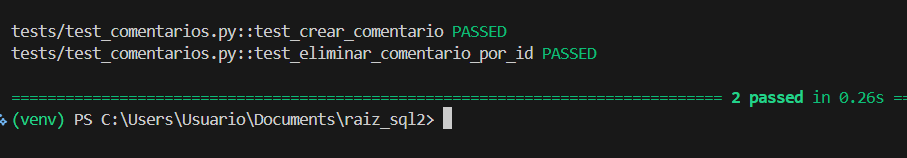 tests/test_comentarios.py::test_crear_comentario PASSED
tests/test_comentarios.py::test_eliminar_comentario_por_id PASSED
================================================================================ 2 passed in 0.26s ==
(venv) PS C:\Users\Usuario\Documents\raiz_sql2>